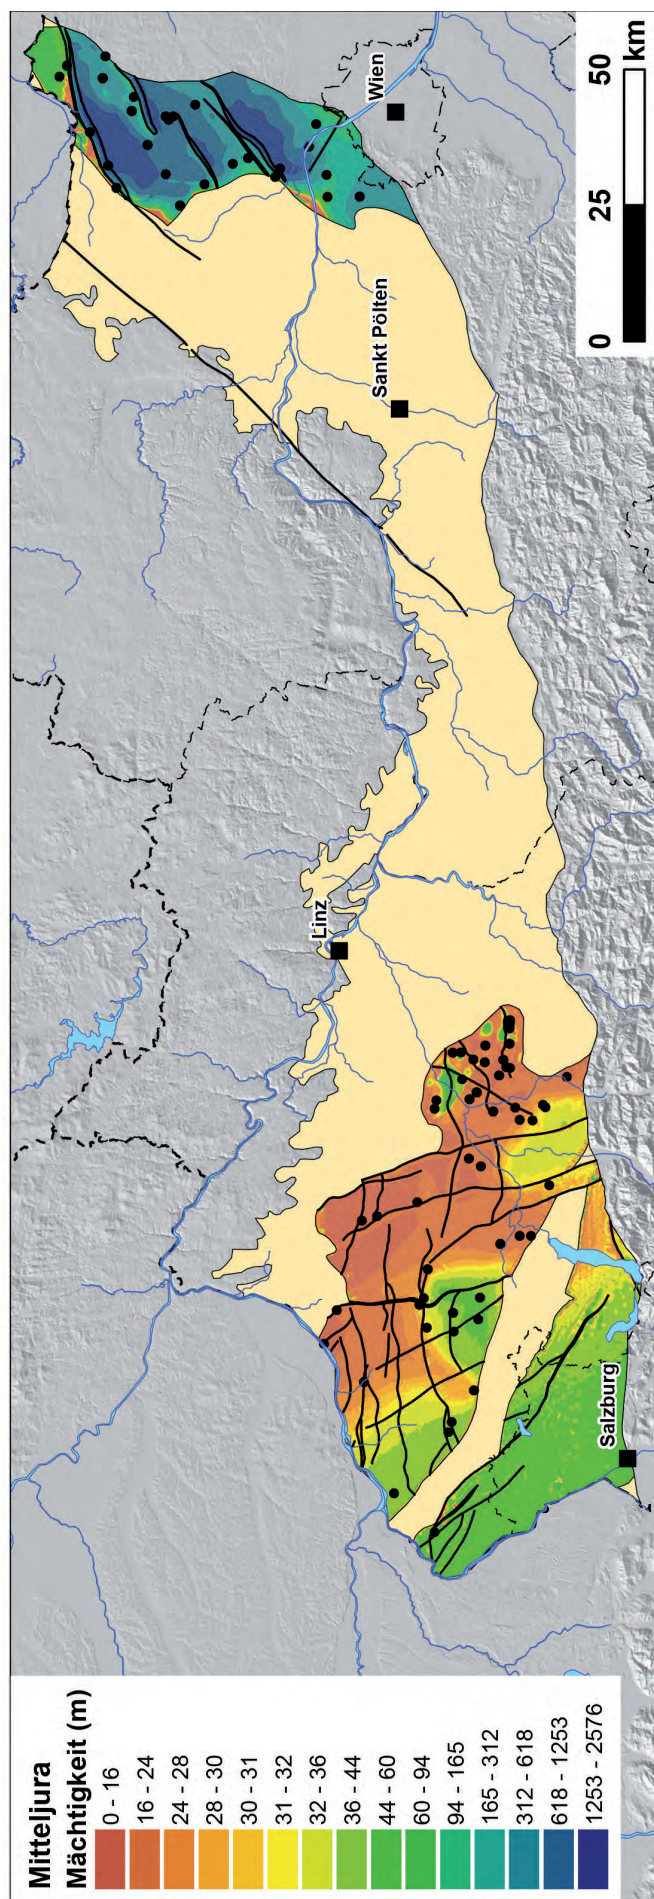 Mitteljura
Mächtigkeit (m)
0 - 16
16 - 24
24 - 28
28 - 30
30 - 31
31 - 32
32 - 36
36 - 44
44 - 60
60 - 94
94 - 165
165 - 312
312 - 618
618 - 1253
1253 - 2576
Salzburg
Linz
Sankt Pölten
Wien
0 25 50
km